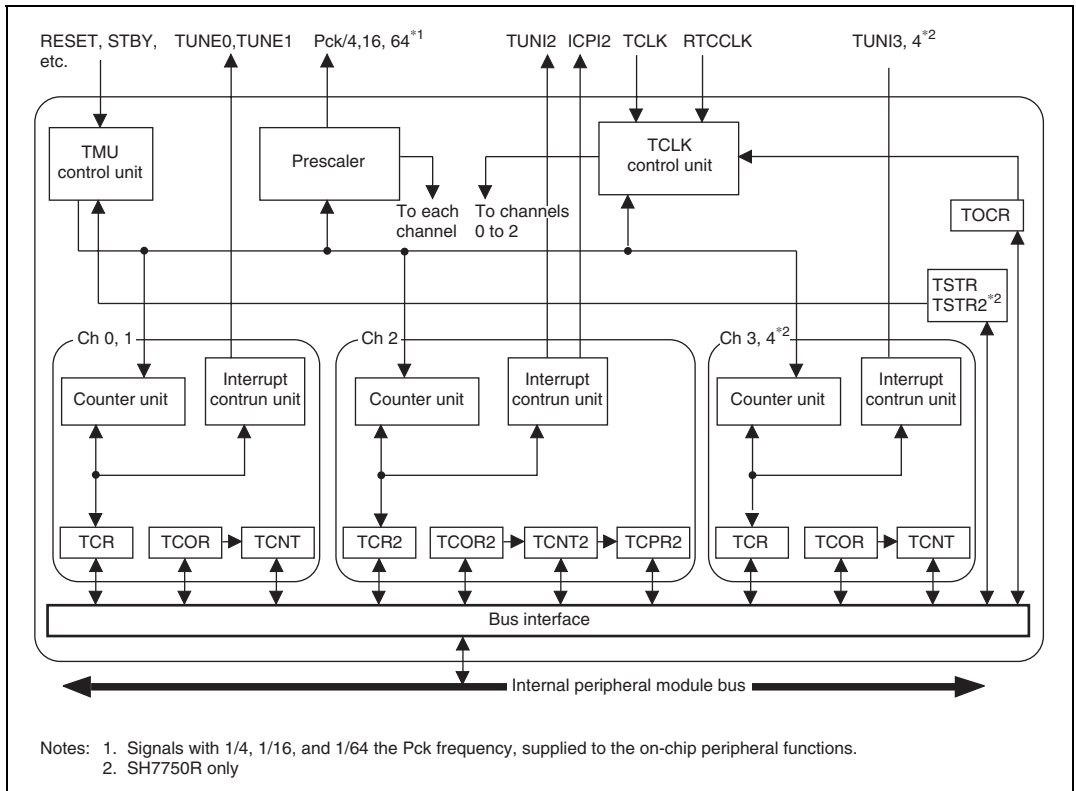 RESET, STBY,
etc.
TUNE0,TUNE1
Pck/4,16, 64*1
TUNI2
ICPI2
TCLK
RTCCLK
TUNI3, 4*2
TMU
control unit
Prescaler
TCLK
control unit
To each
channel
To channels
0 to 2
TOCR
TSTR
TSTR2*2
Ch 0, 1
Counter unit
Interrupt
contrun unit
TCR
TCOR
TCNT
Ch 2
Counter unit
Interrupt
contrun unit
TCR2
TCOR2
TCNT2
TCPR2
Ch 3, 4*2
Counter unit
Interrupt
contrun unit
TCR
TCOR
TCNT
Bus interface
Internal peripheral module bus
Notes: 1. Signals with 1/4, 1/16, and 1/64 the Pck frequency, supplied to the on-chip peripheral functions.
2. SH7750R only